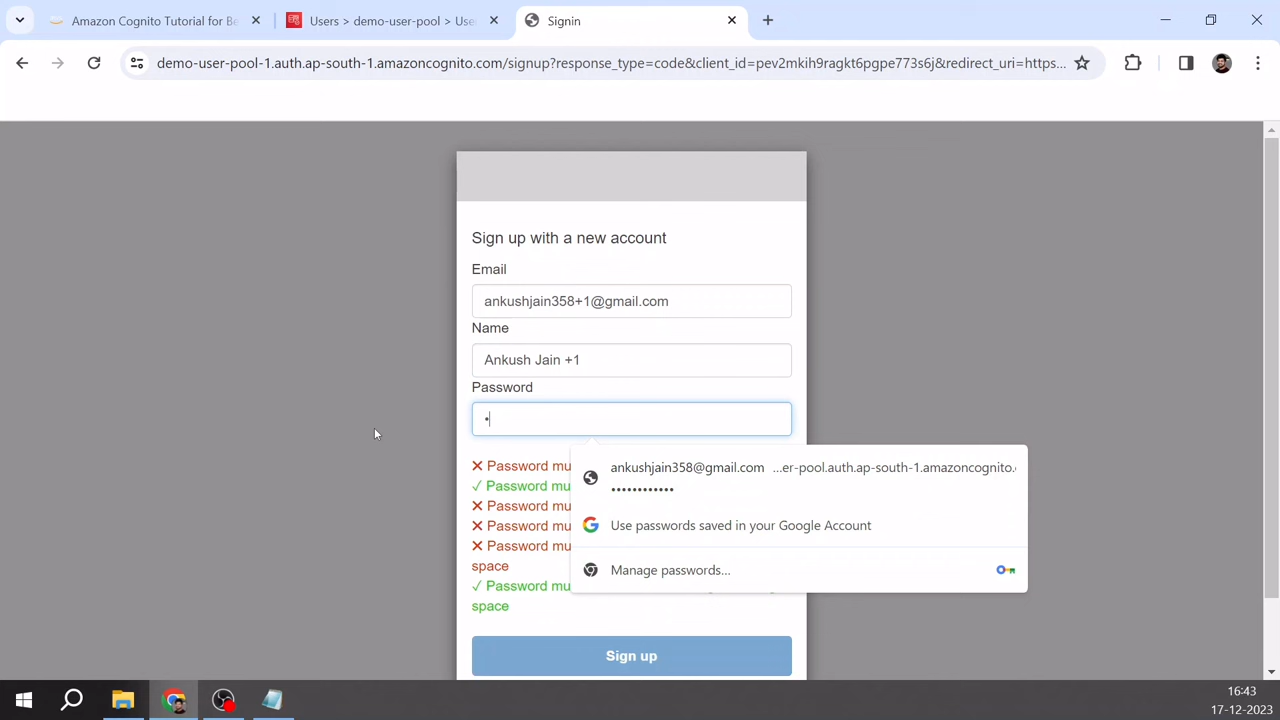 Amazon Cognito Tutorial for Be
Users > demo-user-pool > Use
Signin
demo-user-pool-1.auth.ap-south-1.amazoncognito.com/signup?response_type=code&client_id=pev2mkih9ragkt6pgpe773s6j&redirect_uri=https...
Sign up with a new account
Email
ankushjain358+1@gmail.com
Name
Ankush Jain +1
Password
Password mu
ankushjain358@gmail.com ...er-pool.auth.ap-south-1.amazoncognito.
Password mu
Password mu
Use passwords saved in your Google Account
Password mu
Password mu
space
Manage passwords...
Password mu
space
Sign up
16:43
17-12-2023